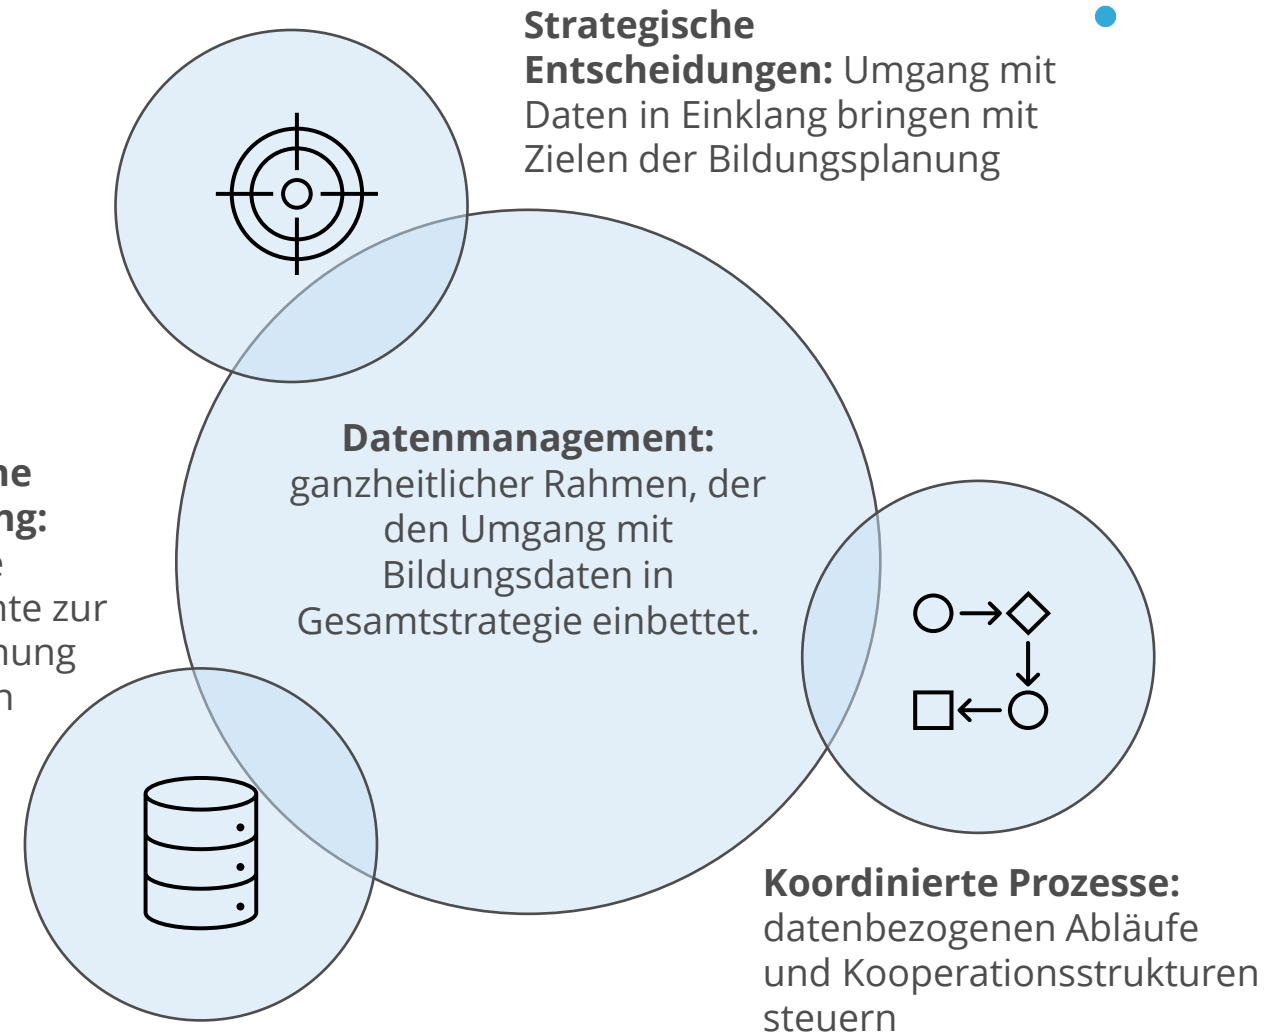 Strategische
Entscheidungen: Umgang mit
Daten in Einklang bringen mit
Zielen der Bildungsplanung
Datenmanagement:
ganzheitlicher Rahmen, der
den Umgang mit
Bildungsdaten in
Gesamtstrategie einbettet.
zur
Koordinierte Prozesse:
datenbezogenen Abläufe
und Kooperationsstrukturen
steuern